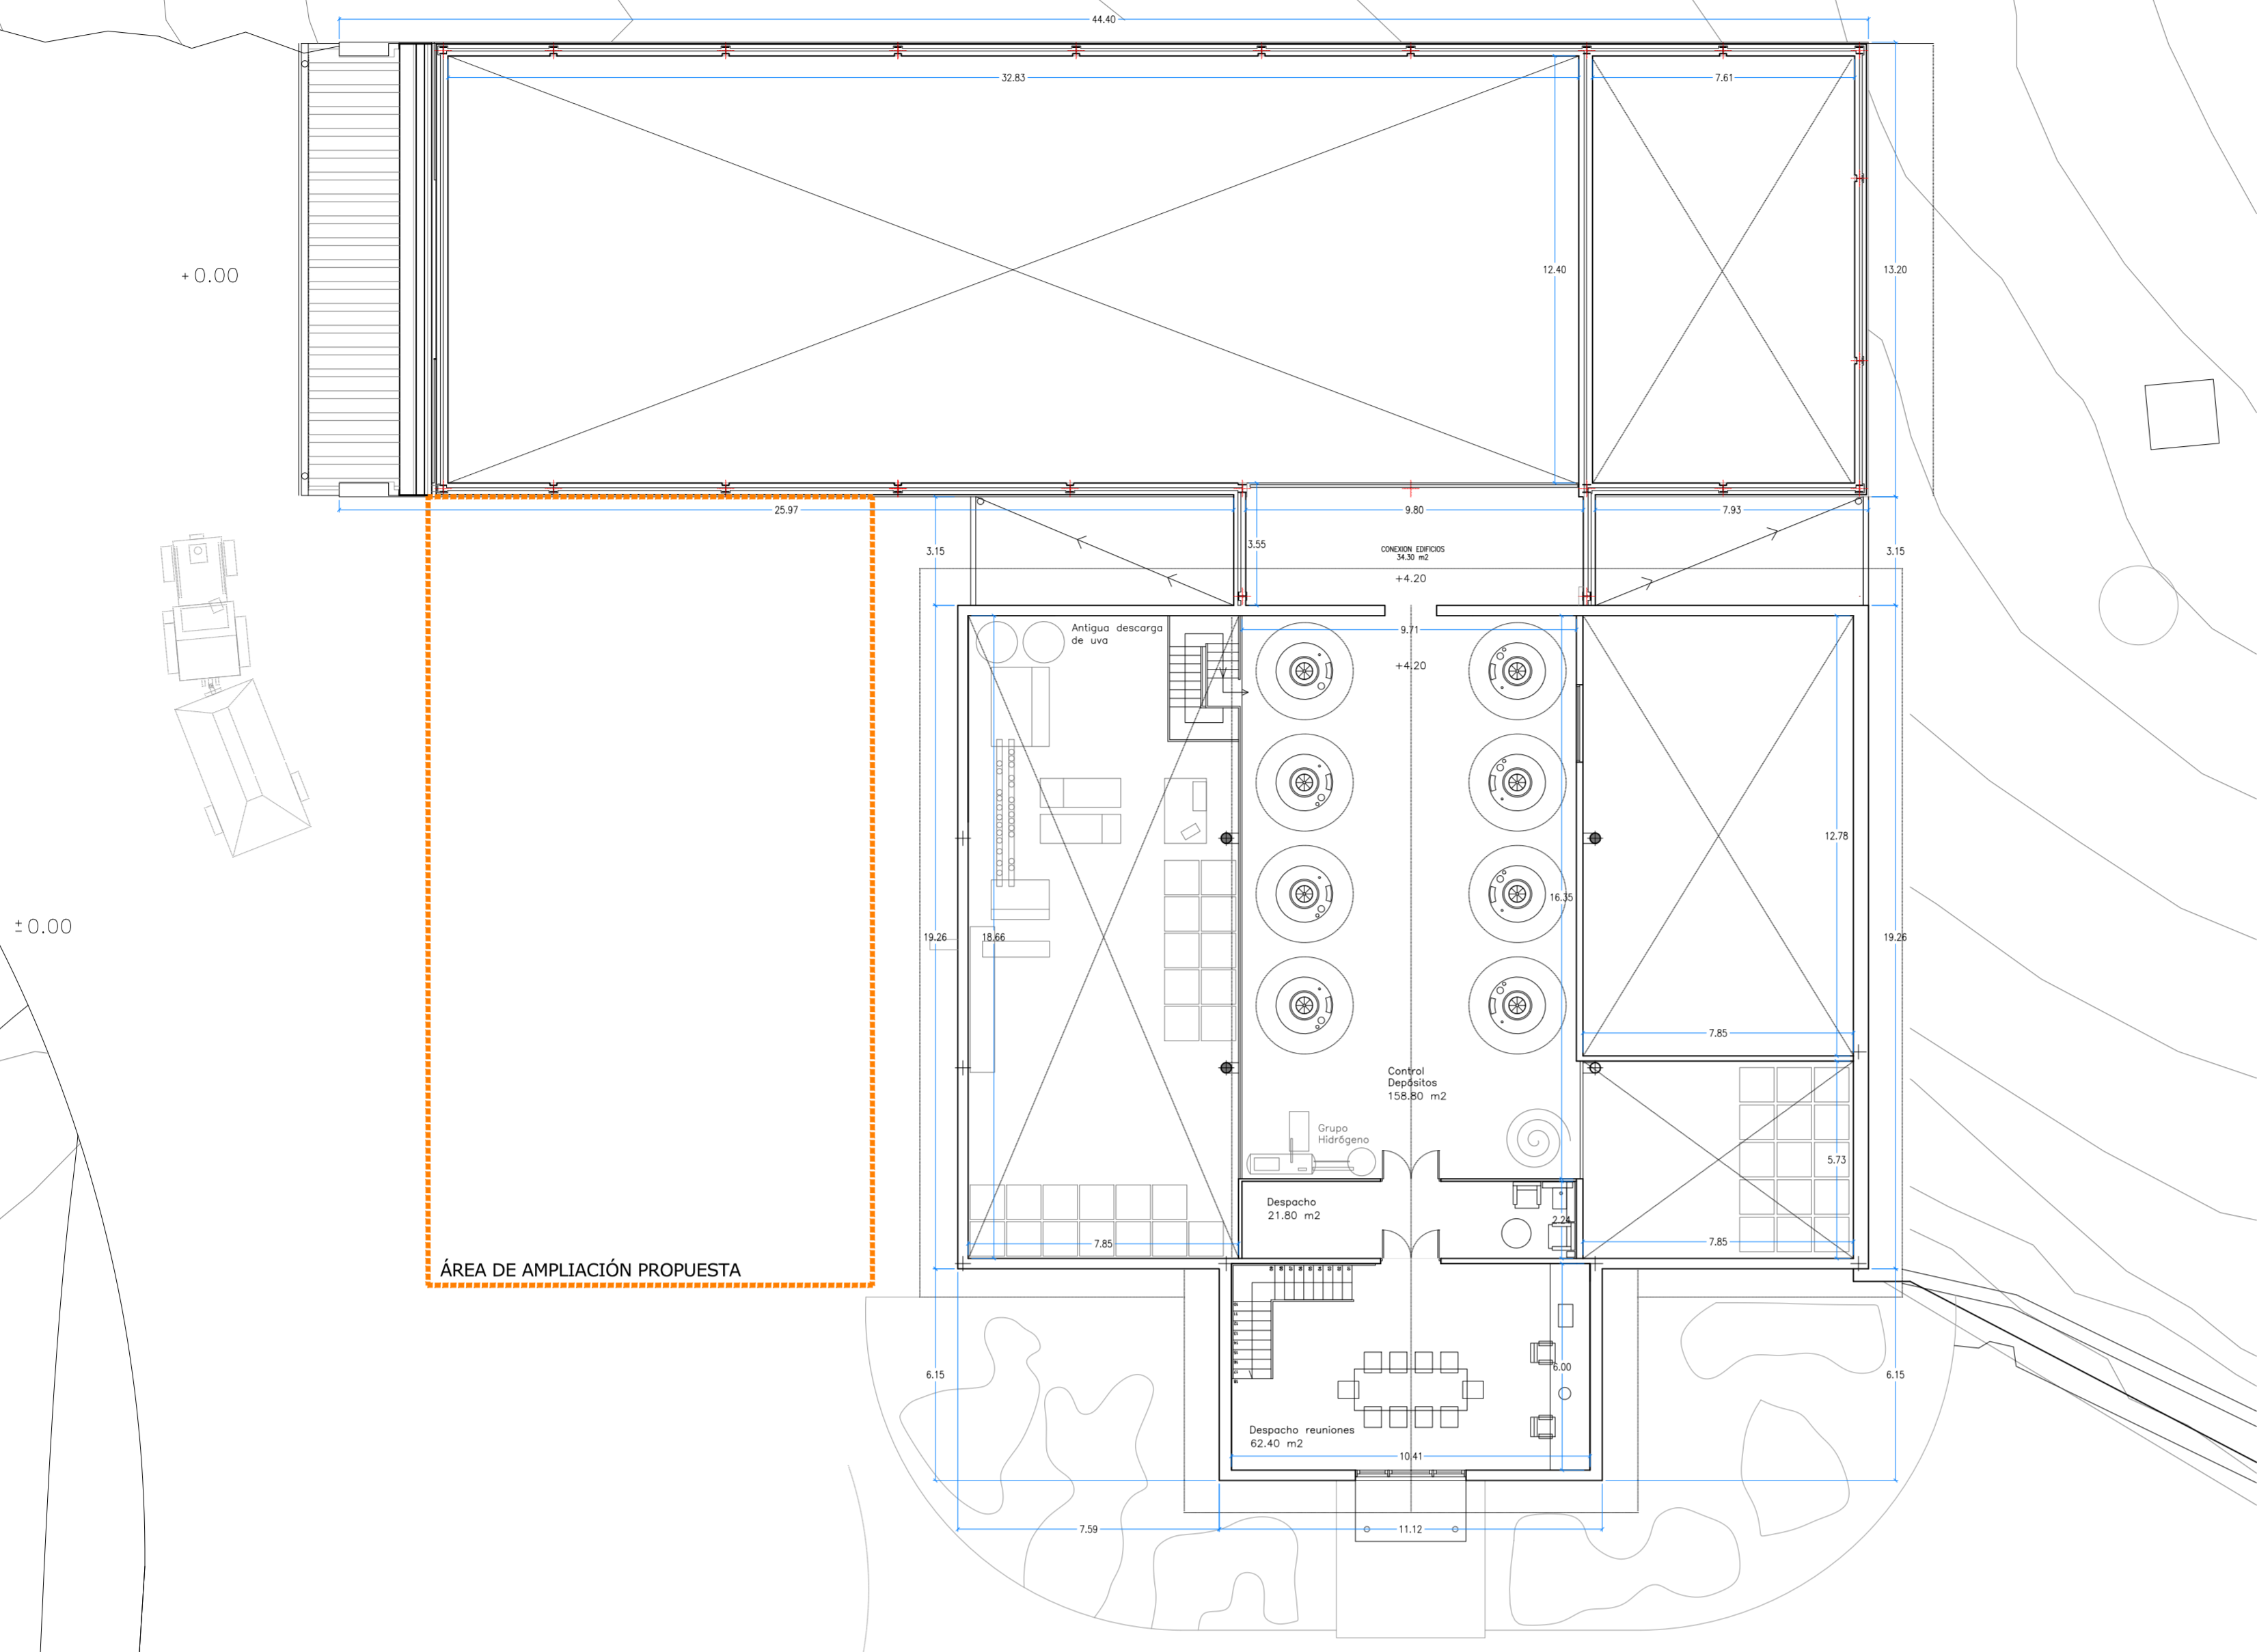 44.40
32.83
7.61
+ 0.00
12.40
13.20
25.97
9.80
7.93
3.15
3.55
CONEXION EDIFICIOS
34.30 m2
3.15
+4.20
Antigua descarga
de uva
9.71
+4.20
12.78
16.35
± 0.00
19.26
18.66
19.26
7.85
Control
Depósitos
158.80 m2
Grupo
Hidrógeno
5.73
Despacho
21.80 m2
2.24
7.85
7.85
ÁREA DE AMPLIACIÓN PROPUESTA
6.15
6.00
6.15
Despacho reuniones
62.40 m2
10.41
7.59
11.12